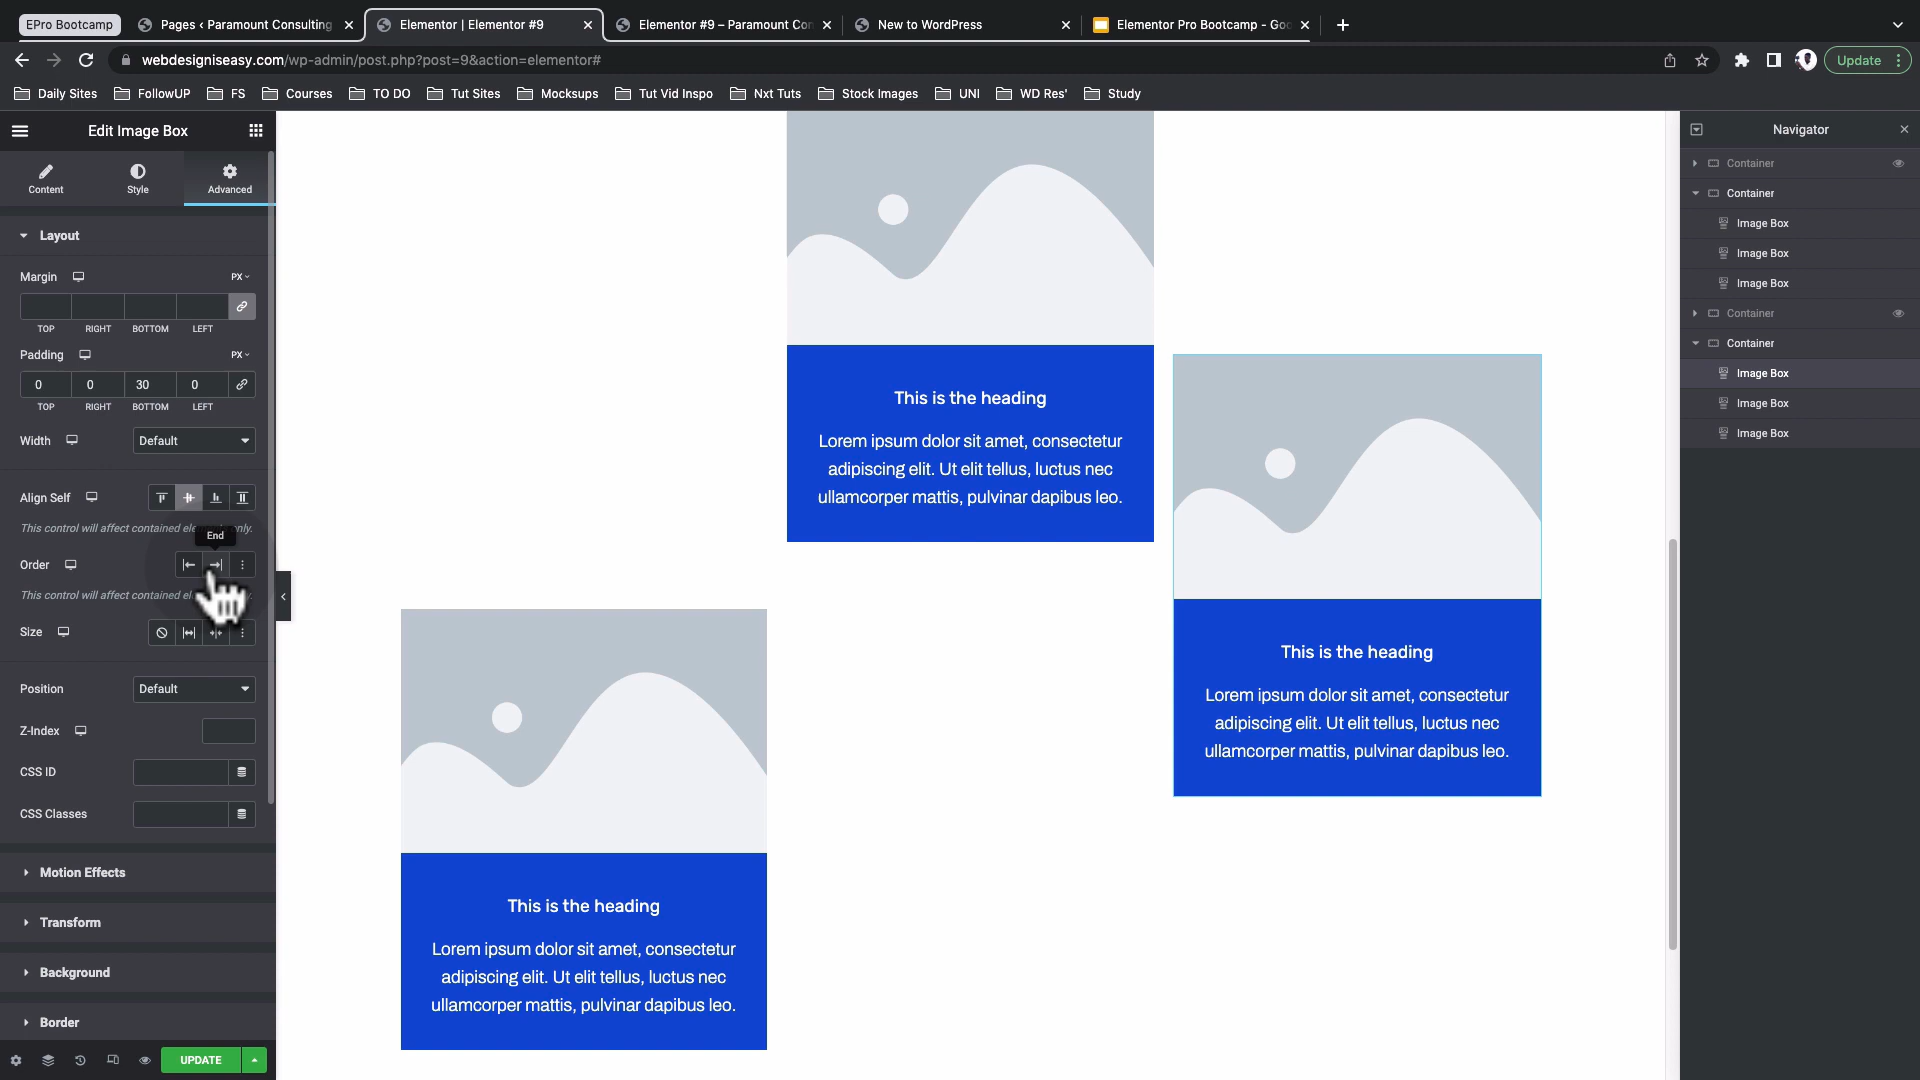 EPro Bootcamp
Pages ‹ Paramount Consulting
Elementor | Elementor #9
Elementor #9 – Paramount Con
New to WordPress
Elementor Pro Bootcamp - Goo
webdesigniseasy.com/wp-admin/post.php?post=9&action=elementor#
Update
Daily Sites
FollowUP
FS
Courses
TO DO
Tut Sites
Mocksups
Tut Vid Inspo
Nxt Tuts
Stock Images
UNI
WD Res'
Study
Edit Image Box
Content
Style
Advanced
Layout
Margin
PX
TOP
RIGHT
BOTTOM
LEFT
Padding
PX
0
0
30
0
TOP
RIGHT
BOTTOM
LEFT
Width
Default
Align Self
This control will affect contained ele only.
End
Order
This control will affect contained el
Size
Position
Default
Z-Index
CSS ID
CSS Classes
Motion Effects
Transform
Background
Border
UPDATE
This is the heading
Lorem ipsum dolor sit amet, consectetur
adipiscing elit. Ut elit tellus, luctus nec
ullamcorper mattis, pulvinar dapibus leo.
This is the heading
Lorem ipsum dolor sit amet, consectetur
adipiscing elit. Ut elit tellus, luctus nec
ullamcorper mattis, pulvinar dapibus leo.
This is the heading
Lorem ipsum dolor sit amet, consectetur
adipiscing elit. Ut elit tellus, luctus nec
ullamcorper mattis, pulvinar dapibus leo.
Navigator
Container
Container
Image Box
Image Box
Image Box
Container
Container
Image Box
Image Box
Image Box